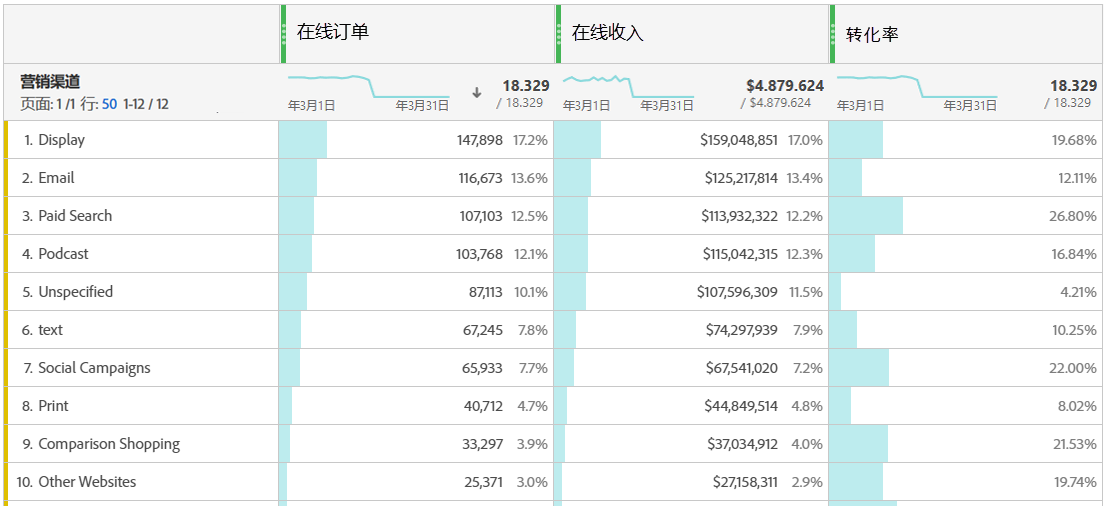 在线订单 在线收入 转化率
营销渠道 18.329 $4.879.624 18.329
页面: 1 /1 行: 50 1-12 / 12 年3月1日 年3月31日 / 18.329 年3月1日 年3月31日 / $4.879.624 年3月1日 年3月31日 / 18.329
1. Display 147,898 17.2% $159,048,851 17.0% 19.68%
2. Email 116,673 13.6% $125,217,814 13.4% 12.11%
3. Paid Search 107,103 12.5% $113,932,322 12.2% 26.80%
4. Podcast 103,768 12.1% $115,042,315 12.3% 16.84%
5. Unspecified 87,113 10.1% $107,596,309 11.5% 4.21%
6. text 67,245 7.8% $74,297,939 7.9% 10.25%
7. Social Campaigns 65,933 7.7% $67,541,020 7.2% 22.00%
8. Print 40,712 4.7% $44,849,514 4.8% 8.02%
9. Comparison Shopping 33,297 3.9% $37,034,912 4.0% 21.53%
10. Other Websites 25,371 3.0% $27,158,311 2.9% 19.74%